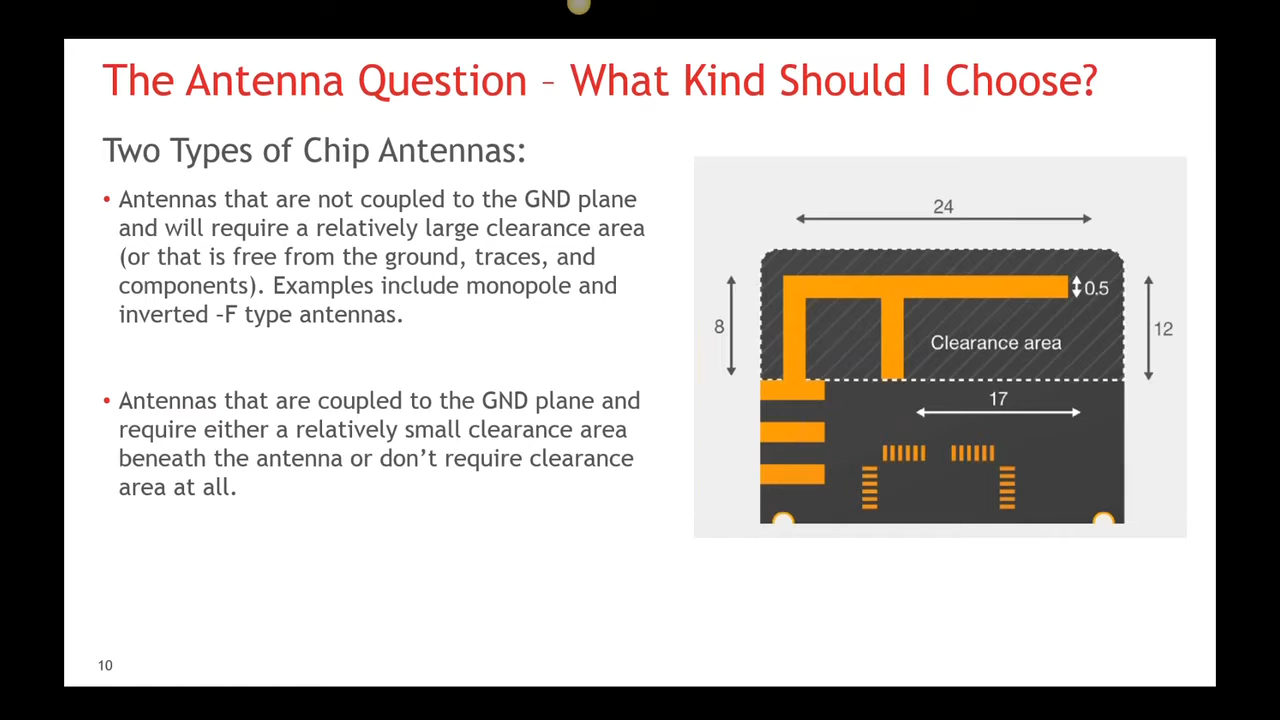 The Antenna Question – What Kind Should I Choose?
Two Types of Chip Antennas:
• Antennas that are not coupled to the GND plane
and will require a relatively large clearance area
(or that is free from the ground, traces, and
components). Examples include monopole and
inverted –F type antennas.
• Antennas that are coupled to the GND plane and
require either a relatively small clearance area
beneath the antenna or don’t require clearance
area at all.
24
0.5
8
12
Clearance area
17
10